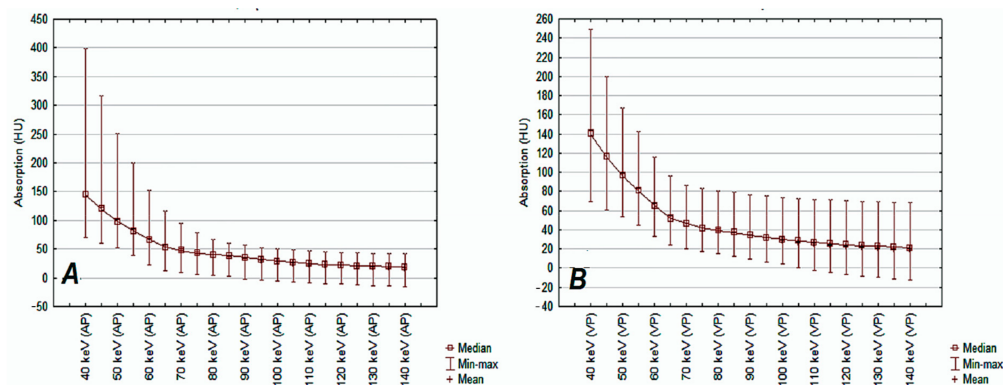 450
400
350
300
250
200
150
100
50
0
-50
Absorption (HU)
A
40 keV (AP)
50 keV (AP)
60 keV (AP)
70 keV (AP)
80 keV (AP)
90 keV (AP)
100 keV (AP)
110 keV (AP)
120 keV (AP)
130 keV (AP)
140 keV (AP)
Median
Min-max
Mean
260
240
220
200
180
160
140
120
100
80
60
40
20
0
-20
-40
Absorption (HU)
B
40 keV (VP)
50 keV (VP)
60 keV (VP)
70 keV (VP)
80 keV (VP)
90 keV (VP)
100 keV (VP)
110 keV (VP)
120 keV (VP)
130 keV (VP)
140 keV (VP)
Median
Min-max
Mean